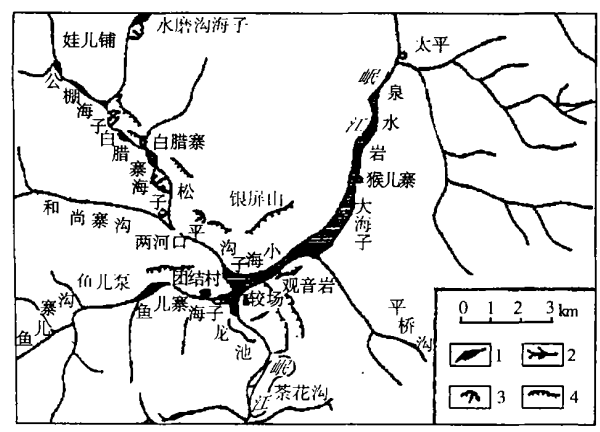 水磨沟海子
娃儿铺
太平
公棚海子
岷江
泉水岩
白腊寨
白腊寨海子
猴儿寨
银屏山
大海子
和尚寨沟
松平沟
两河口
小海子
鱼儿泵
团结村
观音岩
鱼儿寨沟
鱼儿寨海子
较场
龙池
平桥沟
岷江
茶花沟
0 1 2 3 km
1
2
3
4